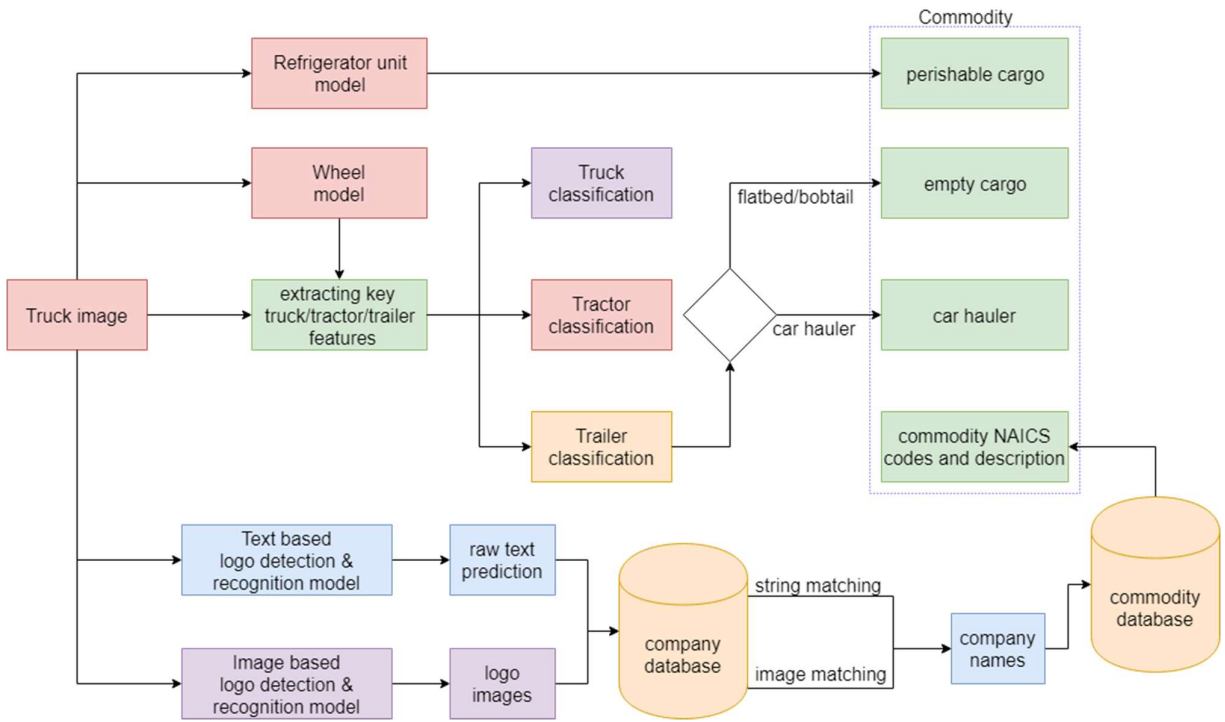 Commodity
Refrigerator unit
model
perishable cargo
Wheel
model
Truck
classification
flatbed/bobtail
empty cargo
Truck image
extracting key
truck/tractor/trailer
features
Tractor
classification
car hauler
car hauler
Trailer
classification
commodity NAICS
codes and description
Text based
logo detection &
recognition model
raw text
prediction
company
database
string matching
image matching
company
names
commodity
database
Image based
logo detection &
recognition model
logo
images